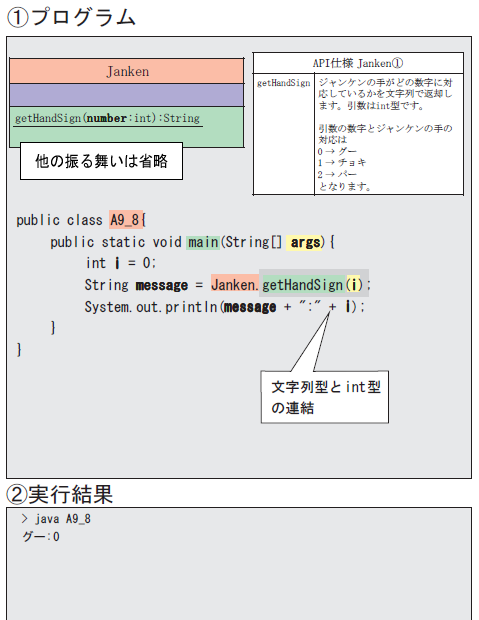 ①プログラム
Janken
getHandSign(number:int):String
他の振る舞いは省略
API仕様 Janken①
getHandSign
ジャンケンの手がどの数字に対
応しているかを文字列で返却し
ます。引数はint型です。
引数の数字とジャンケンの手の
対応は
0 → グー
1 → チョキ
2 → パー
となります。
public class A9_8{
public static void main(String[] args){
int i = 0;
String message = Janken.getHandSign(i);
System.out.println(message + ":" + i);
}
}
文字列型とint型
の連結
②実行結果
> java A9_8
グー:0